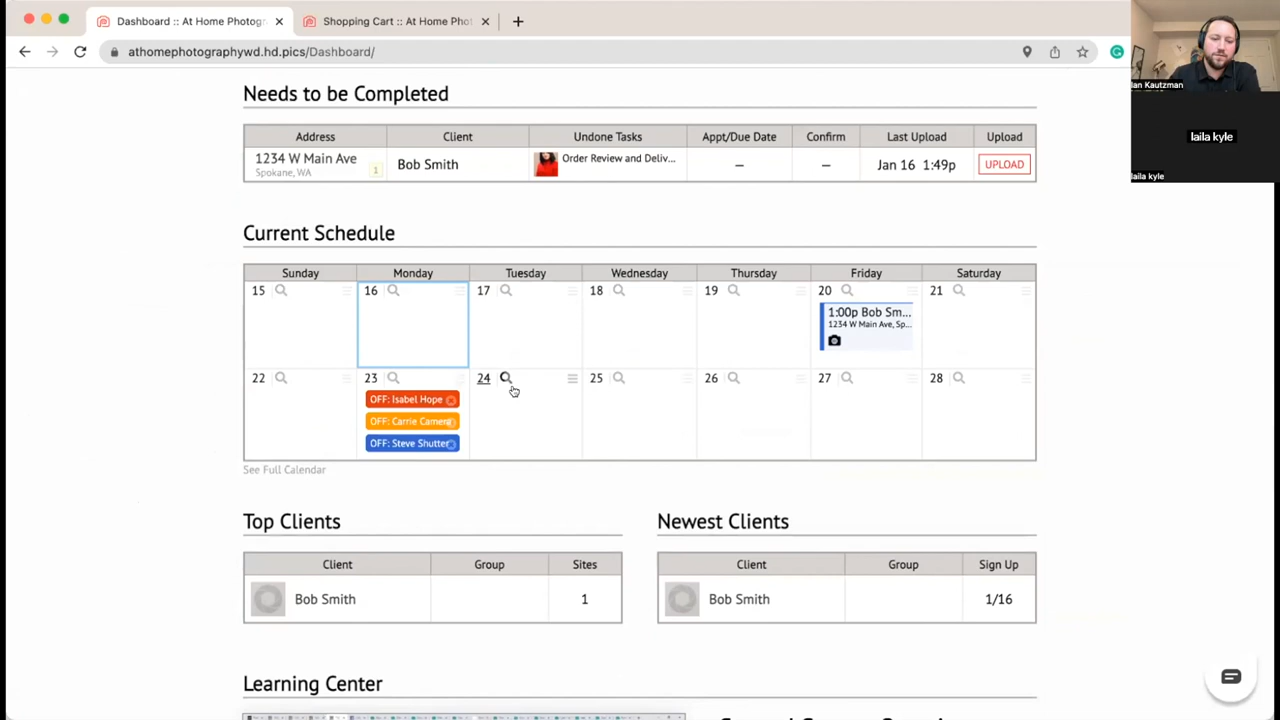 Dashboard :: At Home Photogr
Shopping Cart :: At Home Phot
athomephotographywd.hd.pics/Dashboard/
Ian Kautzman
laila kyle
laila kyle
Needs to be Completed
Address Client Undone Tasks Appt/Due Date Confirm Last Upload Upload
1234 W Main Ave Bob Smith Order Review and Deliv... – – Jan 16 1:49p UPLOAD
Spokane, WA 1
Current Schedule
Sunday Monday Tuesday Wednesday Thursday Friday Saturday
15 16 17 18 19 20 21
1:00p Bob Sm...
1234 W Main Ave, Sp...
22 23 24 25 26 27 28
OFF: Isabel Hope
OFF: Carrie Camera
OFF: Steve Shutter
See Full Calendar
Top Clients Newest Clients
Client Group Sites Client Group Sign Up
Bob Smith 1 Bob Smith 1/16
Learning Center